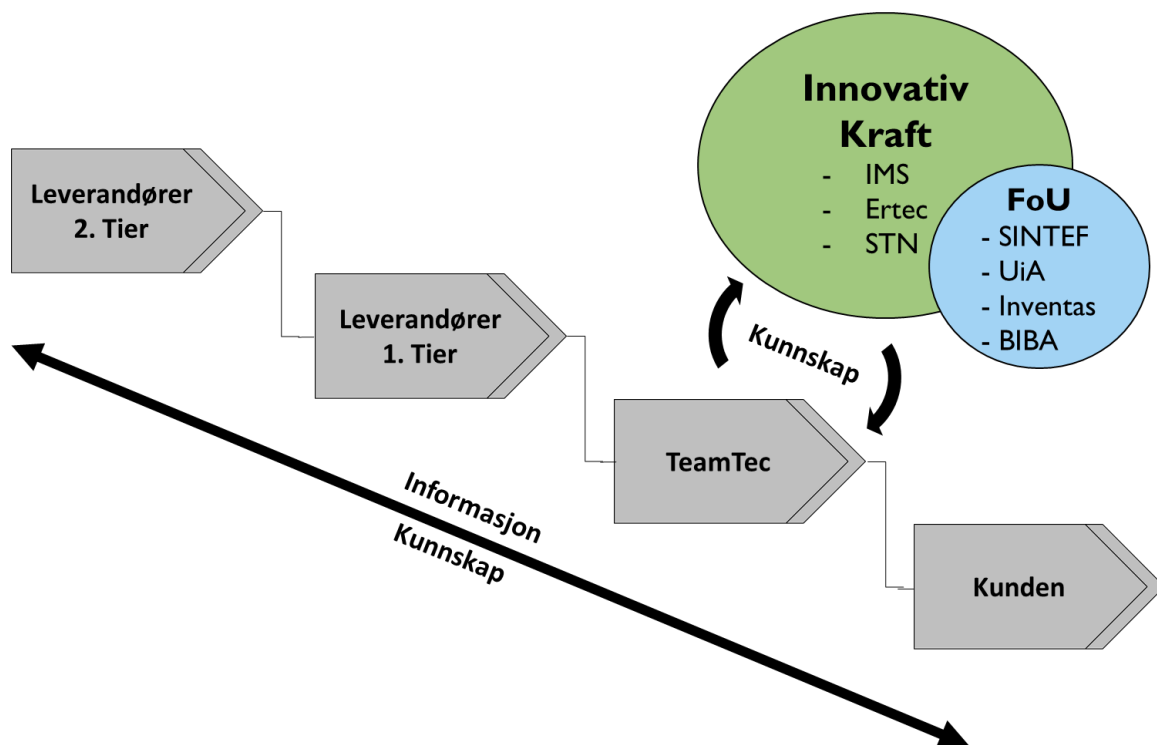 Innovativ
Kraft
- IMS
- Ertec
- STN
FoU
- SINTEF
- UiA
- Inventas
- BIBA
Leverandører
2. Tier
Leverandører
1. Tier
Kunnskap
TeamTec
Informasjon
Kunnskap
Kunden